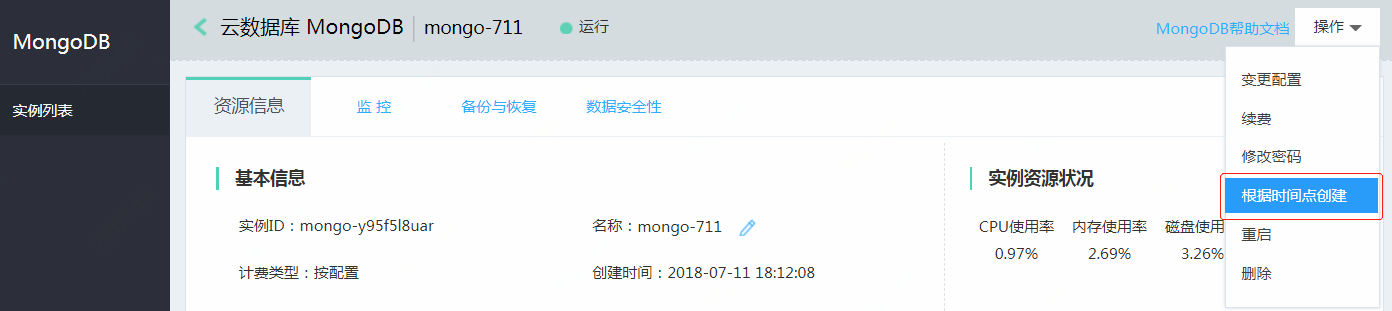 MongoDB
实例列表
云数据库 MongoDB mongo-711 运行
MongoDB帮助文档 操作
资源信息 监 控 备份与恢复 数据安全性
基本信息
实例ID：mongo-y95f5l8uar 名称：mongo-711
计费类型：按配置 创建时间：2018-07-11 18:12:08
实例资源状况
CPU使用率 内存使用率 磁盘使用
0.97% 2.69% 3.26%
变更配置
续费
修改密码
根据时间点创建
重启
删除